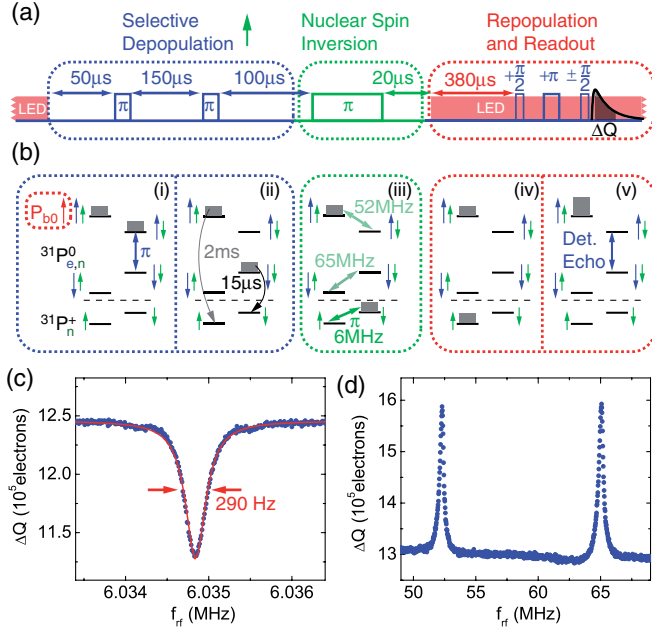 (a)
Selective
Depopulation
Nuclear Spin
Inversion
Repopulation
and Readout
50μs 150μs 100μs 20μs 380μs +π/2 +π ±π/2
LED π π π LED
ΔQ
(b)
(i) (ii) (iii) (iv) (v)
P_b0
52MHz
π
Det.
Echo
2ms
³¹P⁰_e,n
65MHz
15μs
³¹P⁺_n
π
6MHz
(c)
12.5
11.5
ΔQ (10⁵electrons)
290 Hz
6.034 6.035 6.036
f_rf (MHz)
(d)
16
15
14
13
ΔQ (10⁵electrons)
50 55 60 65
f_rf (MHz)